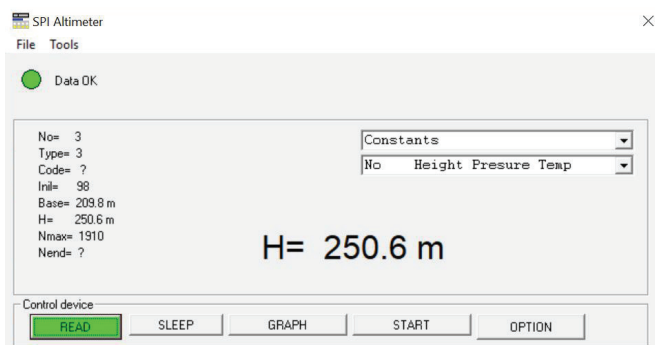 SPI Altimeter
File Tools
Data OK
No= 3
Type= 3
Code= ?
Inil= 98
Base= 209.8 m
H= 250.6 m
Nmax= 1910
Nend= ?
Constants
No Height Presure Temp
H= 250.6 m
Control device
READ SLEEP GRAPH START OPTION